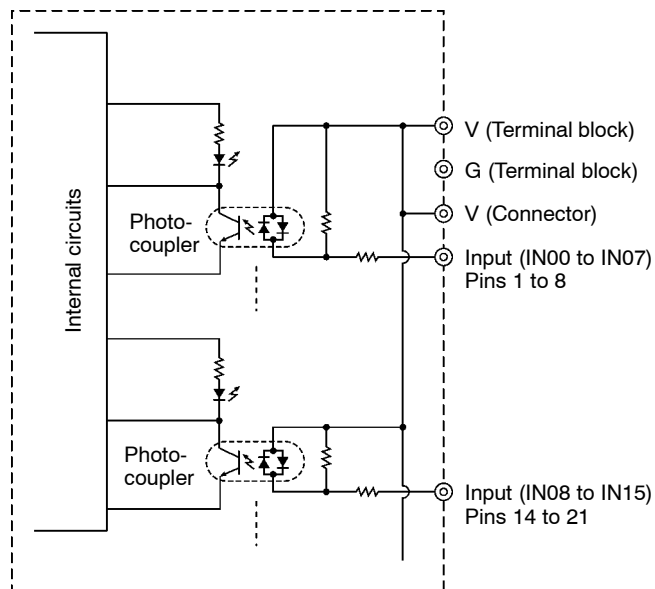 V (Terminal block)
G (Terminal block)
V (Connector)
Input (IN00 to IN07)
Pins 1 to 8
Photo-
coupler
Internal circuits
Photo-
coupler
Input (IN08 to IN15)
Pins 14 to 21